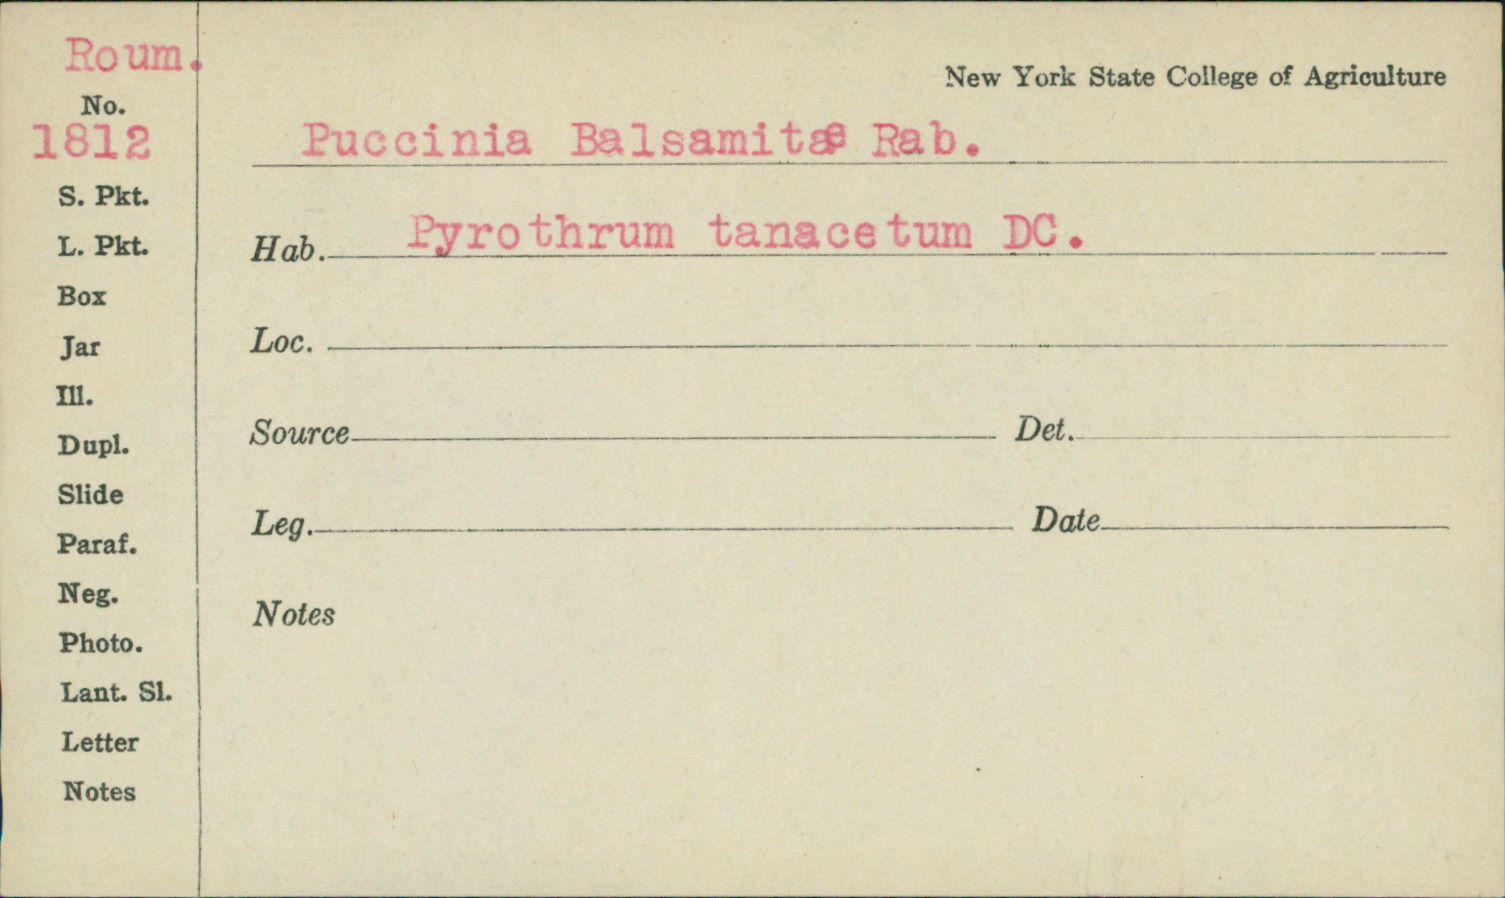 Roum.
No.
1812
S. Pkt.
L. Pkt.
Box
Jar
Ill.
Dupl.
Slide
Paraf.
Neg.
Photo.
Lant. Sl.
Letter
Notes
New York State College of Agriculture
Puccinia Balsamitæ Rab.
Hab. Pyrothrum tanacetum DC.
Loc.
Source Det.
Leg. Date
Notes